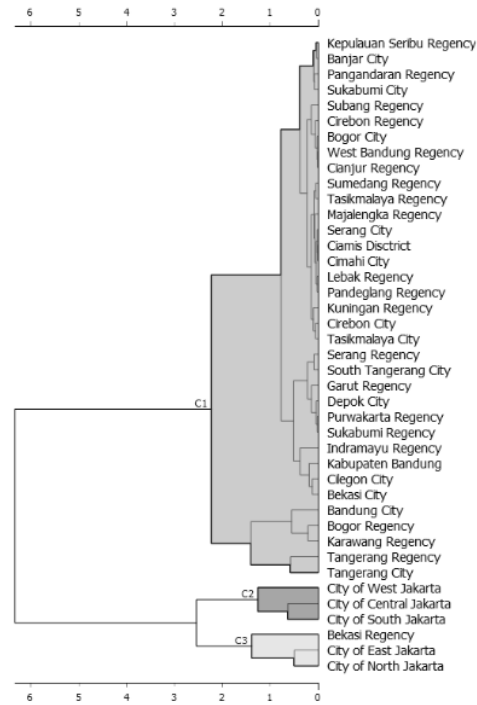 6 5 4 3 2 1 0
Kepulauan Seribu Regency
Banjar City
Pangandaran Regency
Sukabumi City
Subang Regency
Cirebon Regency
Bogor City
West Bandung Regency
Cianjur Regency
Sumedang Regency
Tasikmalaya Regency
Majalengka Regency
Serang City
Ciamis Disctrict
Cimahi City
Lebak Regency
Pandeglang Regency
Kuningan Regency
Cirebon City
Tasikmalaya City
Serang Regency
South Tangerang City
Garut Regency
C1
Depok City
Purwakarta Regency
Sukabumi Regency
Indramayu Regency
Kabupaten Bandung
Cilegon City
Bekasi City
Bandung City
Bogor Regency
Karawang Regency
Tangerang Regency
Tangerang City
C2
City of West Jakarta
City of Central Jakarta
City of South Jakarta
C3
Bekasi Regency
City of East Jakarta
City of North Jakarta
6 5 4 3 2 1 0